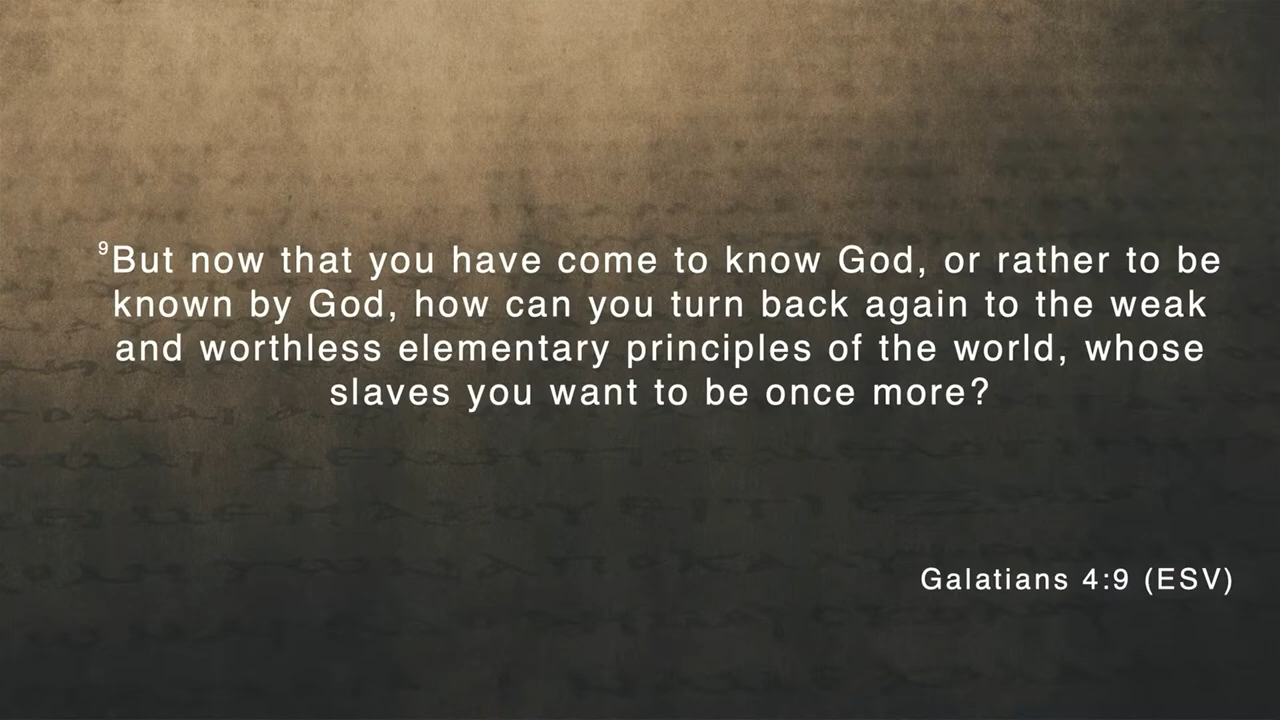 ⁹But now that you have come to know God, or rather to be
known by God, how can you turn back again to the weak
and worthless elementary principles of the world, whose
slaves you want to be once more?
Galatians 4:9 (ESV)